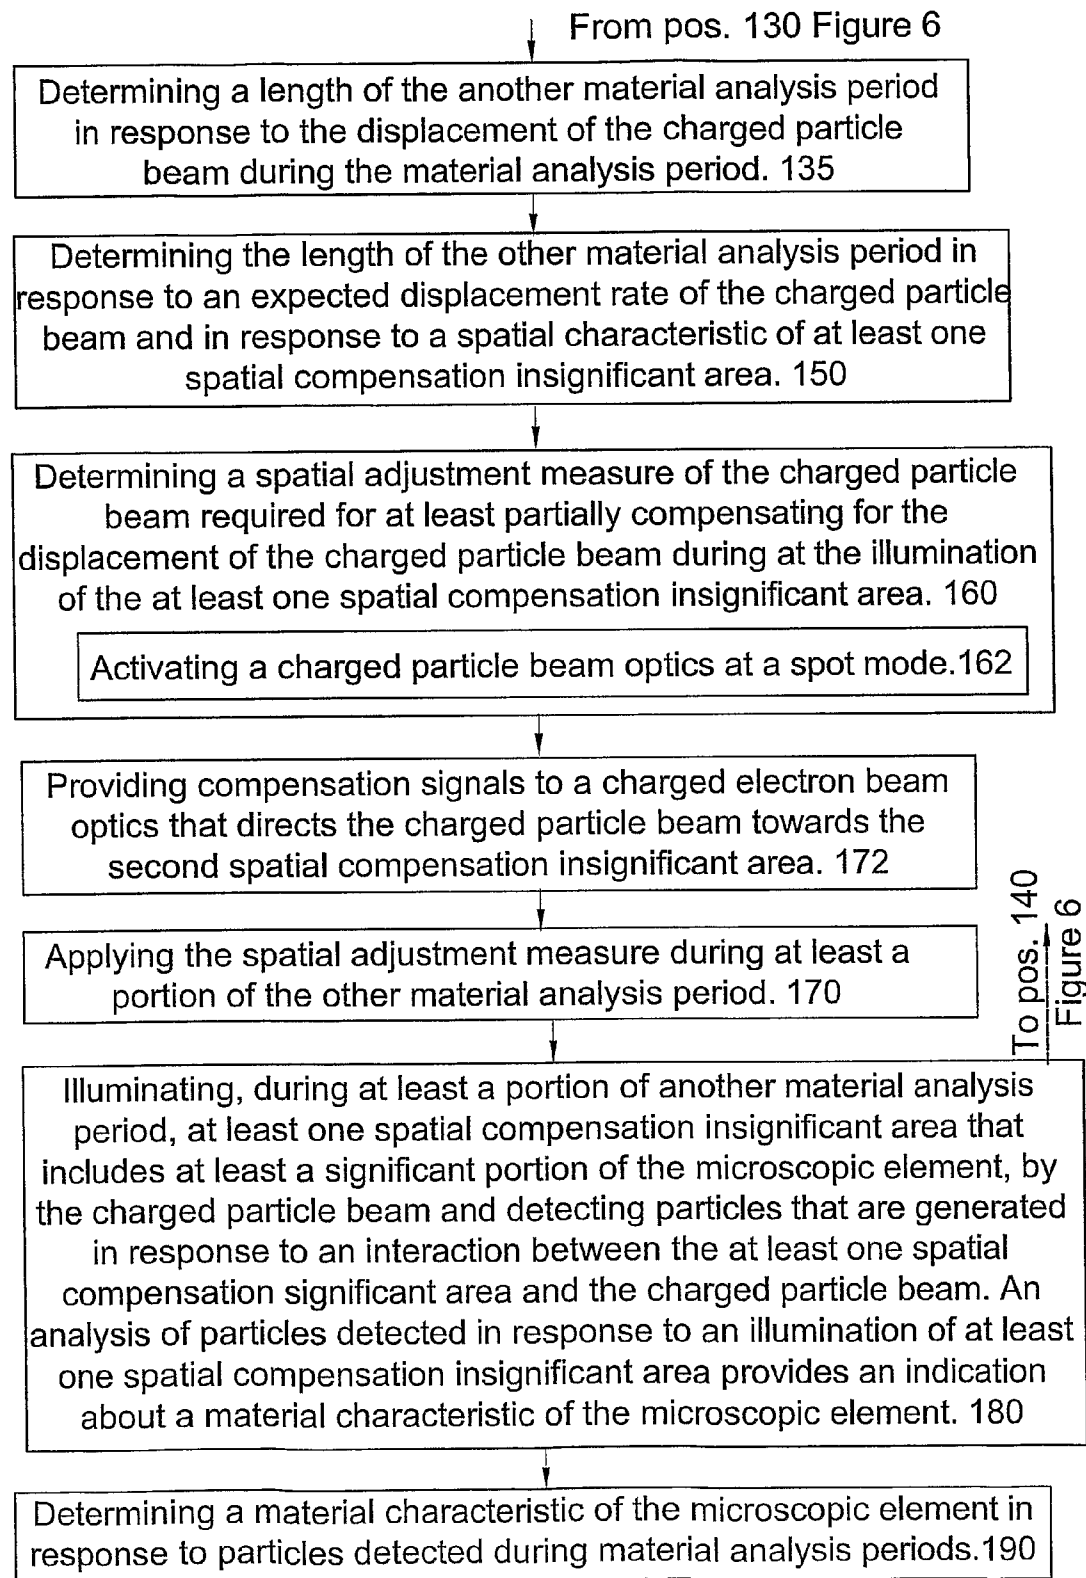 From pos. 130 Figure 6
Determining a length of the another material analysis period
in response to the displacement of the charged particle
beam during the material analysis period. 135
Determining the length of the other material analysis period in
response to an expected displacement rate of the charged particle
beam and in response to a spatial characteristic of at least one
spatial compensation insignificant area. 150
Determining a spatial adjustment measure of the charged particle
beam required for at least partially compensating for the
displacement of the charged particle beam during at the illumination
of the at least one spatial compensation insignificant area. 160
Activating a charged particle beam optics at a spot mode.162
Providing compensation signals to a charged electron beam
optics that directs the charged particle beam towards the
second spatial compensation insignificant area. 172
Applying the spatial adjustment measure during at least a
portion of the other material analysis period. 170
To pos. 140
Figure 6
Illuminating, during at least a portion of another material analysis
period, at least one spatial compensation insignificant area that
includes at least a significant portion of the microscopic element, by
the charged particle beam and detecting particles that are generated
in response to an interaction between the at least one spatial
compensation significant area and the charged particle beam. An
analysis of particles detected in response to an illumination of at least
one spatial compensation insignificant area provides an indication
about a material characteristic of the microscopic element. 180
Determining a material characteristic of the microscopic element in
response to particles detected during material analysis periods.190